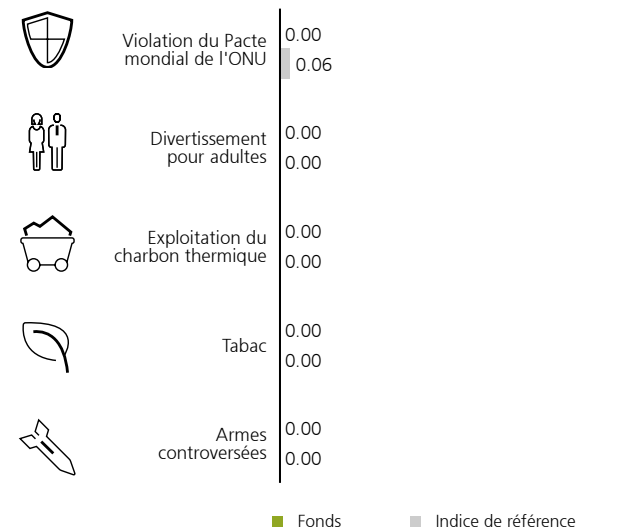 Violation du Pacte
mondial de l'ONU
0.00
0.06
Divertissement
pour adultes
0.00
0.00
Exploitation du
charbon thermique
0.00
0.00
Tabac
0.00
0.00
Armes
controversées
0.00
0.00
Fonds
Indice de référence